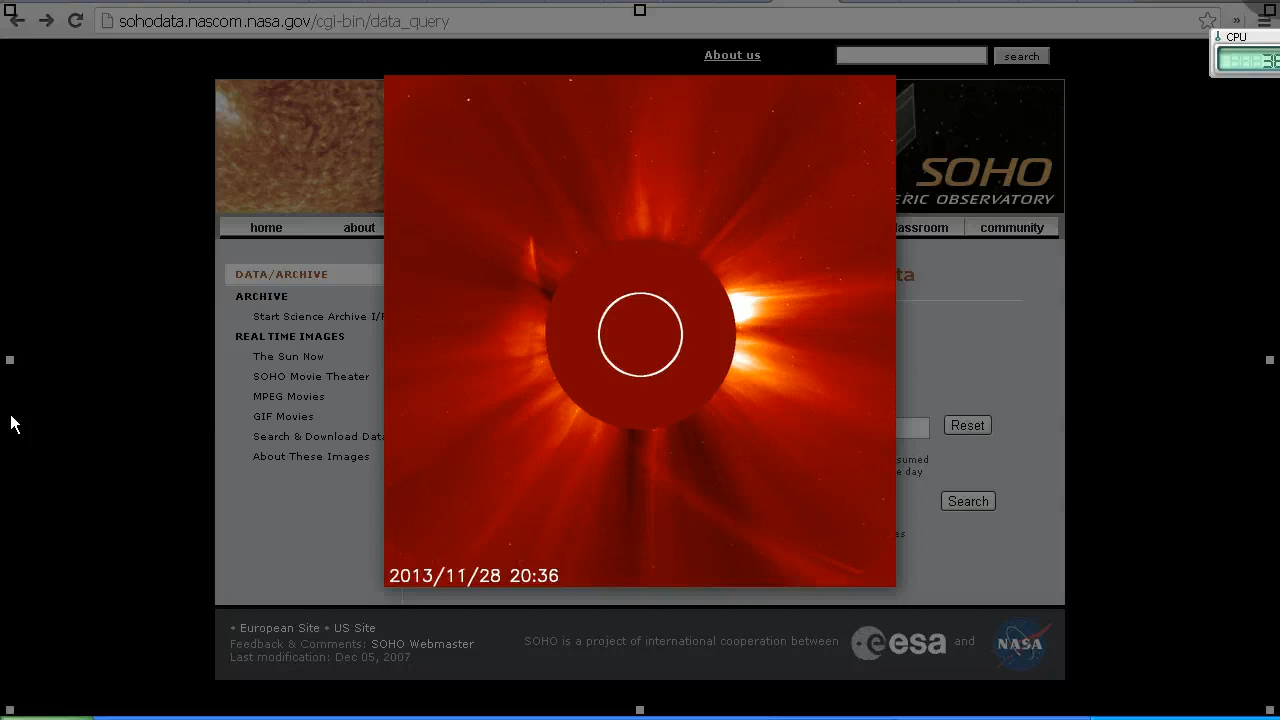 sohodata.nascom.nasa.gov/cgi-bin/data_query
CPU
About us
search
SOHO
ERIC OBSERVATORY
home about lassroom community
DATA/ARCHIVE
ta
ARCHIVE
Start Science Archive I/F
REAL TIME IMAGES
The Sun Now
SOHO Movie Theater
MPEG Movies
GIF Movies
Reset
Search & Download Data
About These Images
sumed
e day
Search
es
2013/11/28 20:36
• European Site • US Site
Feedback & Comments: SOHO Webmaster
Last modification: Dec 05, 2007
SOHO is a project of international cooperation between esa and NASA